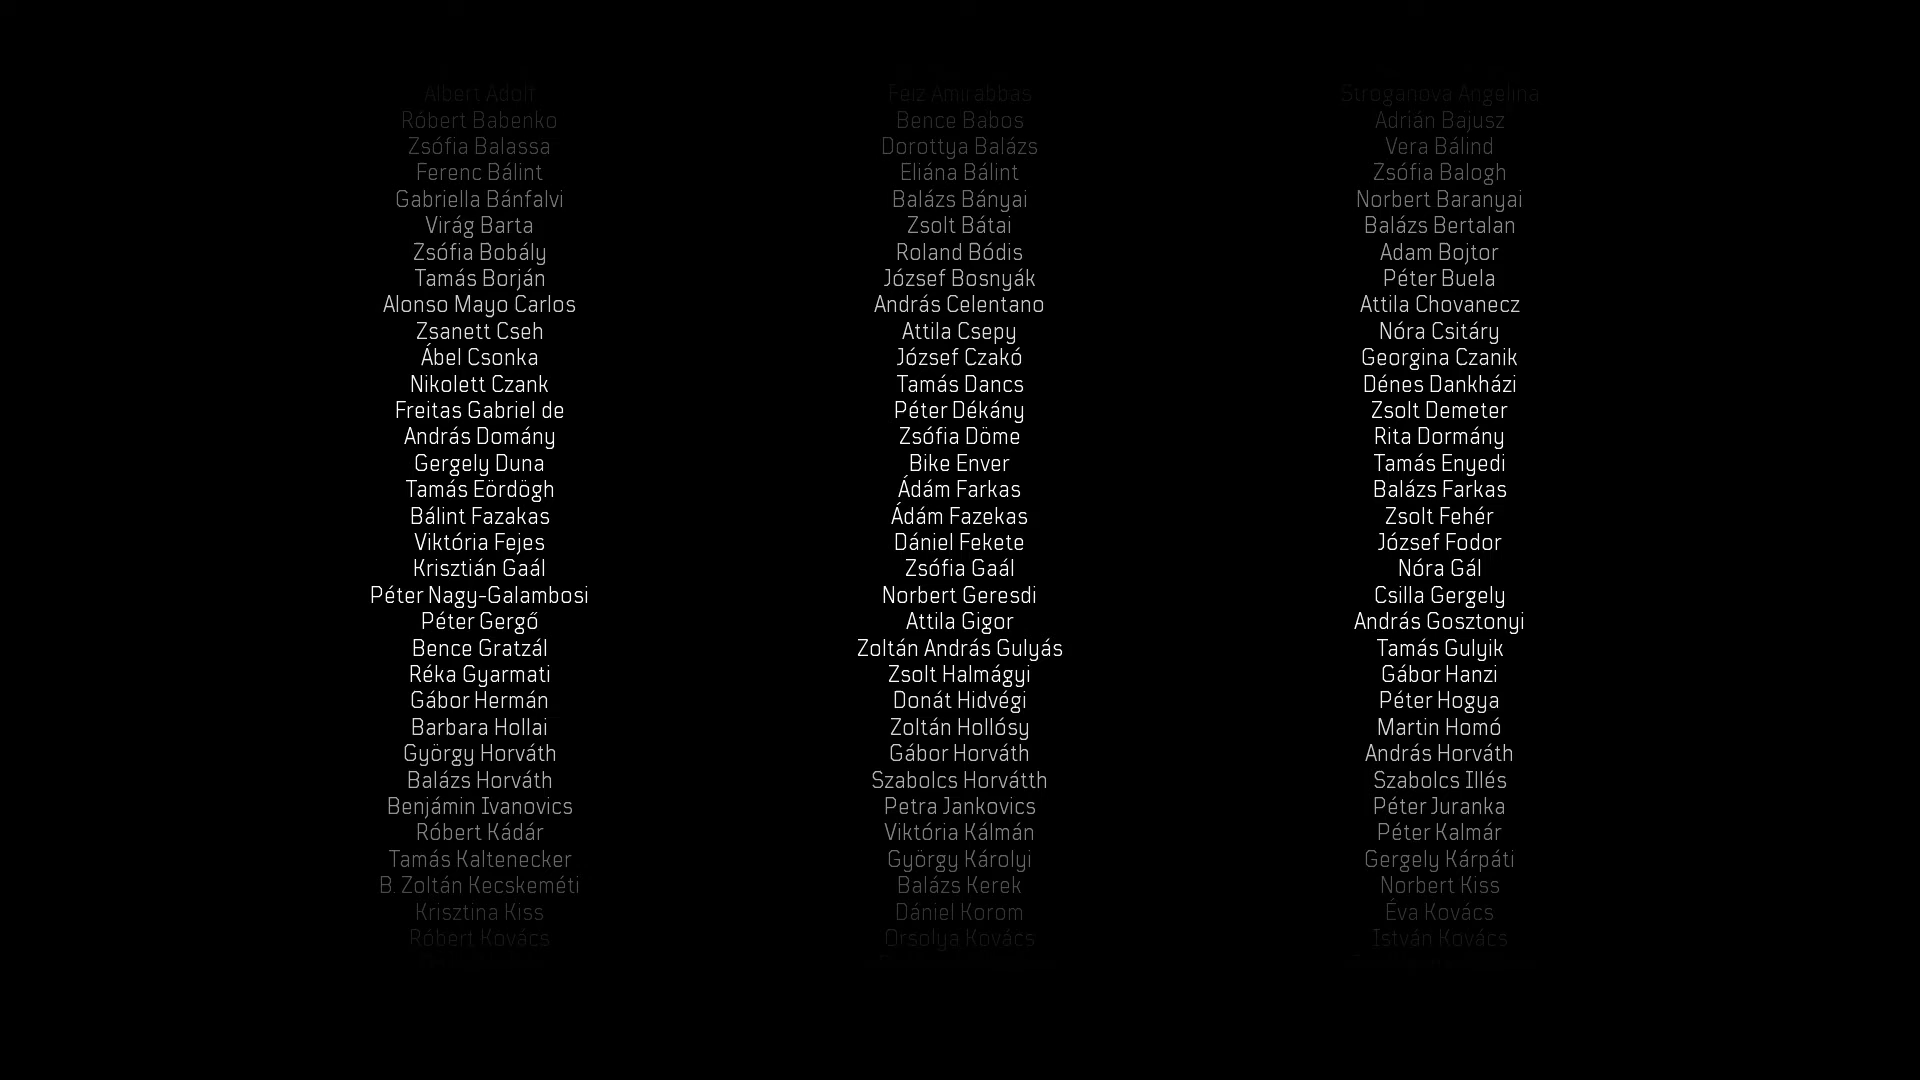 Albert Adolf Feiz Amirabbas Stroganova Angelina
Róbert Babenko Bence Babos Adrián Bajusz
Zsófia Balassa Dorottya Balázs Vera Bálind
Ferenc Bálint Eliána Bálint Zsófia Balogh
Gabriella Bánfalvi Balázs Bányai Norbert Baranyai
Virág Barta Zsolt Bátai Balázs Bertalan
Zsófia Bobály Roland Bódis Adam Bojtor
Tamás Borján József Bosnyák Péter Buela
Alonso Mayo Carlos András Celentano Attila Chovanecz
Zsanett Cseh Attila Csepy Nóra Csitáry
Ábel Csonka József Czakó Georgina Czanik
Nikolett Czank Tamás Dancs Dénes Dankházi
Freitas Gabriel de Péter Dékány Zsolt Demeter
András Domány Zsófia Döme Rita Dormány
Gergely Duna Bike Enver Tamás Enyedi
Tamás Eördögh Ádám Farkas Balázs Farkas
Bálint Fazakas Ádám Fazekas Zsolt Fehér
Viktória Fejes Dániel Fekete József Fodor
Krisztián Gaál Zsófia Gaál Nóra Gál
Péter Nagy-Galambosi Norbert Geresdi Csilla Gergely
Péter Gergő Attila Gigor András Gosztonyi
Bence Gratzál Zoltán András Gulyás Tamás Gulyik
Réka Gyarmati Zsolt Halmágyi Gábor Hanzi
Gábor Hermán Donát Hidvégi Péter Hogya
Barbara Hollai Zoltán Hollósy Martin Homó
György Horváth Gábor Horváth András Horváth
Balázs Horváth Szabolcs Horvátth Szabolcs Illés
Benjámin Ivanovics Petra Jankovics Péter Juranka
Róbert Kádár Viktória Kálmán Péter Kalmár
Tamás Kaltenecker György Károlyi Gergely Kárpáti
B. Zoltán Kecskeméti Balázs Kerek Norbert Kiss
Krisztina Kiss Dániel Korom Éva Kovács
Róbert Kovács Orsolya Kovács István Kovács